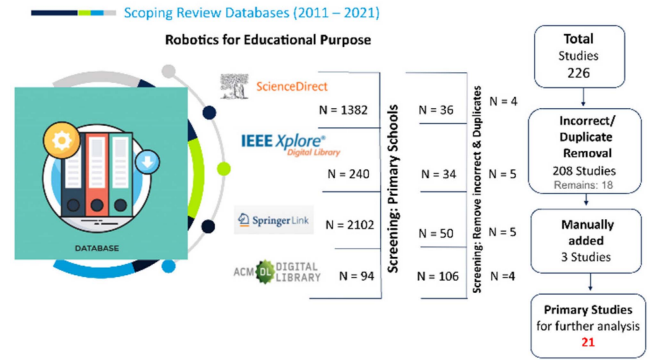 Scoping Review Databases (2011 – 2021)
Robotics for Educational Purpose
ScienceDirect
N = 1382
IEEE Xplore®
Digital Library
N = 240
Springer Link
N = 2102
ACM DL DIGITAL
LIBRARY
N = 94
DATABASE
Screening: Primary Schools
N = 36
N = 34
N = 50
N = 106
Screening: Remove Incorrect & Duplicates
N = 4
N = 5
N = 5
N =4
Total
Studies
226
Incorrect/
Duplicate
Removal
208 Studies
Remains: 18
Manually
added
3 Studies
Primary Studies
for further analysis
21